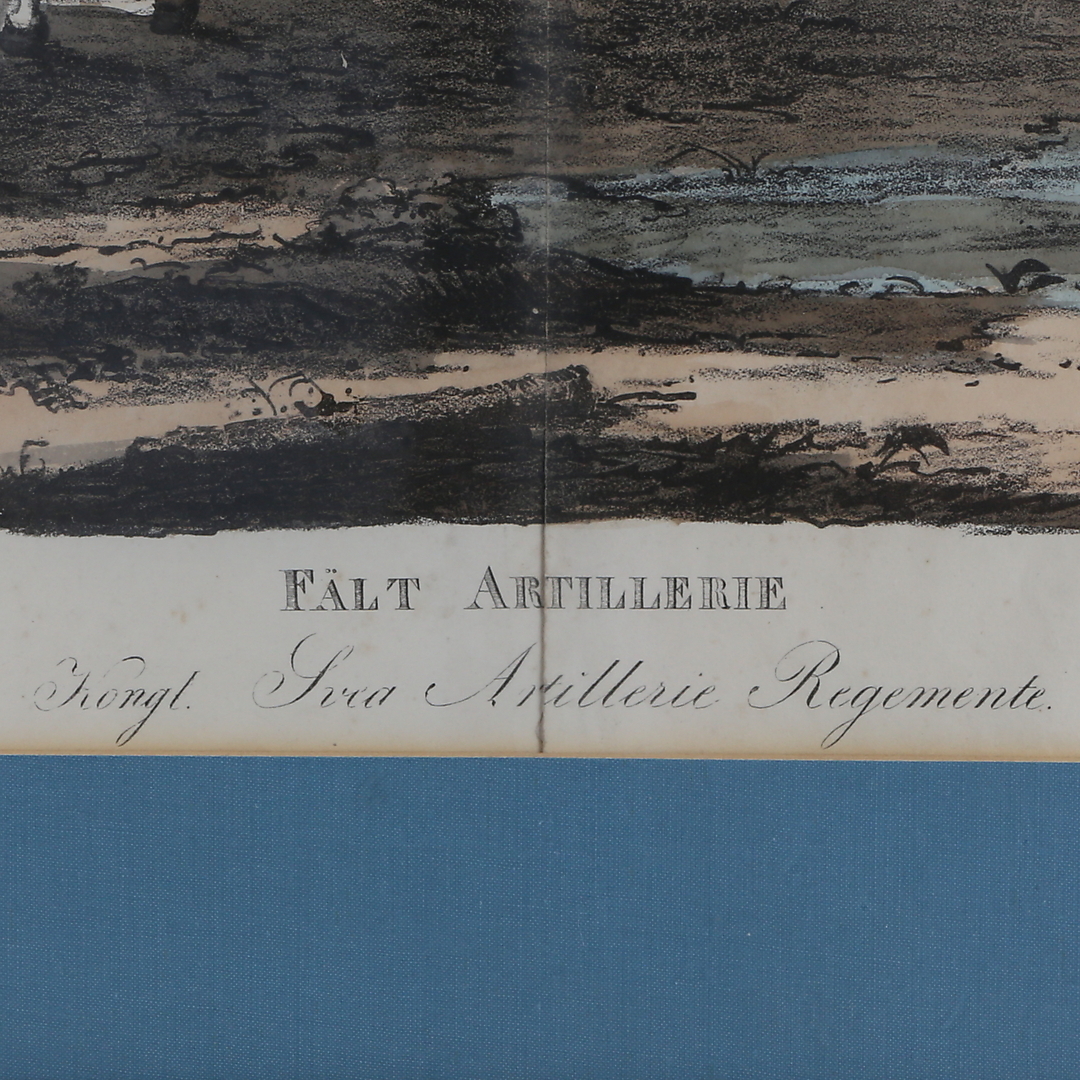 FÄLT ARTILLERIE
Kongl. Svea Artillerie Regemente.